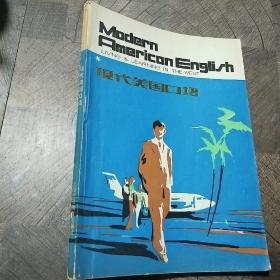 Modern
American English
LIVING & LEARNING IN THE WEST
现代美国口语